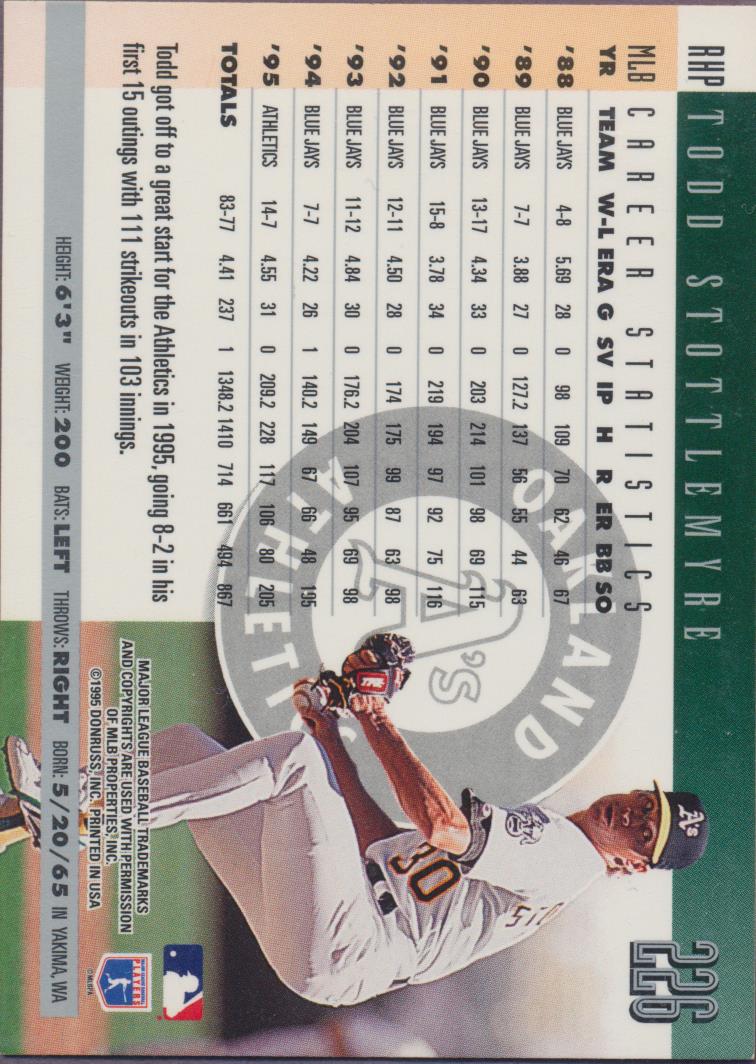 RHP TODD STOTTLEMYRE 226
MLB CAREER STATISTICS
YR TEAM W-L ERA G SV IP H R ER BB SO
'88 BLUE JAYS 4-8 5.69 28 0 98 109 70 62 46 67
'89 BLUE JAYS 7-7 3.88 27 0 127.2 137 56 55 44 63
'90 BLUE JAYS 13-17 4.34 33 0 203 214 101 98 69 115
'91 BLUE JAYS 15-8 3.78 34 0 219 194 97 92 75 116
'92 BLUE JAYS 12-11 4.50 28 0 174 175 99 87 63 98
'93 BLUE JAYS 11-12 4.84 30 0 176.2 204 107 95 69 98
'94 BLUE JAYS 7-7 4.22 26 1 140.2 149 67 66 48 195
'95 ATHLETICS 14-7 4.55 31 0 209.2 228 117 106 80 205
TOTALS 83-77 4.41 237 1 1348.2 1410 714 661 494 867
Todd got off to a great start for the Athletics in 1995, going 8-2 in his
first 15 outings with 111 strikeouts in 103 innings.
OAKLAND
A's
ATHLETICS
A's
STO
30
MAJOR LEAGUE BASEBALL TRADEMARKS
AND COPYRIGHTS ARE USED WITH PERMISSION
OF MLB PROPERTIES, INC.
©1995 DONRUSS, INC. PRINTED IN USA
MAJOR LEAGUE BASEBALL
PLAYERS
©MLBPA
HEIGHT: 6'3" WEIGHT: 200 BATS: LEFT THROWS: RIGHT BORN: 5/20/65 IN YAKIMA, WA